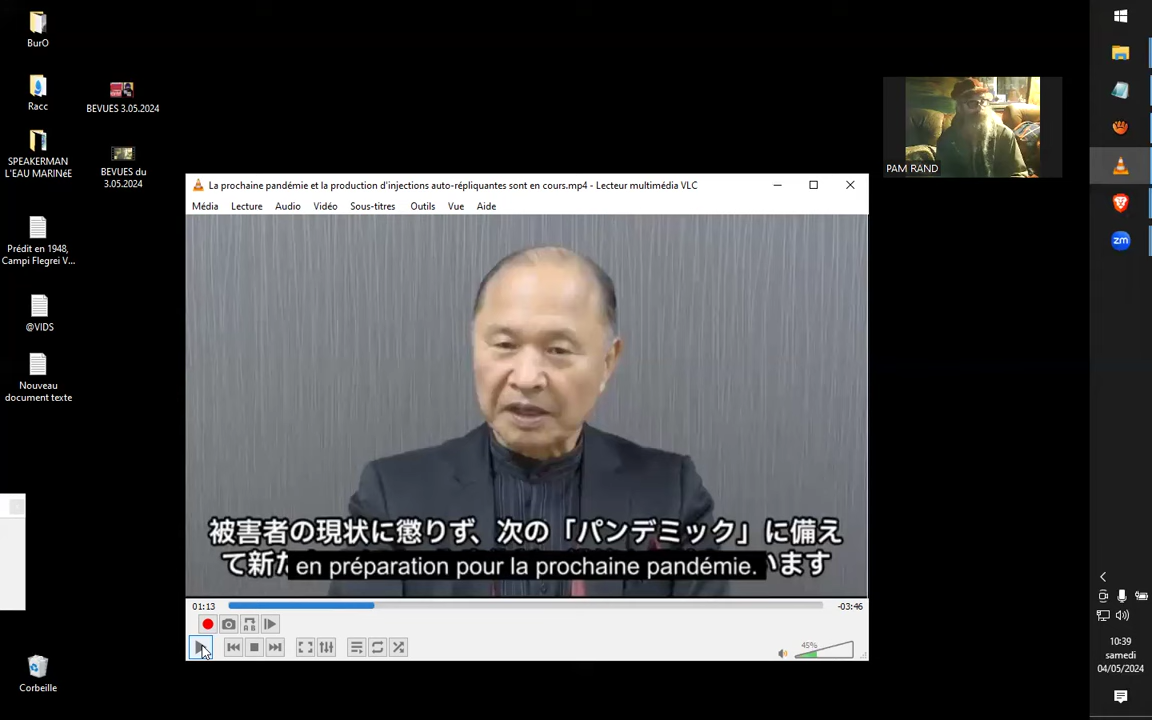 BurO
Racc
BEVUES 3.05.2024
SPEAKERMAN
L'EAU MARINéE
BEVUES du
3.05.2024
Prédit en 1948,
Campi Flegrei V...
@VIDS
Nouveau
document texte
Corbeille
PAM RAND
La prochaine pandémie et la production d'injections auto-répliquantes sont en cours.mp4 - Lecteur multimédia VLC
Média Lecture Audio Vidéo Sous-titres Outils Vue Aide
被害者の現状に懲りず、次の「パンデミック」に備え
て新た
います
en préparation pour la prochaine pandémie.
01:13
-03:46
45%
zm
10:39
samedi
04/05/2024